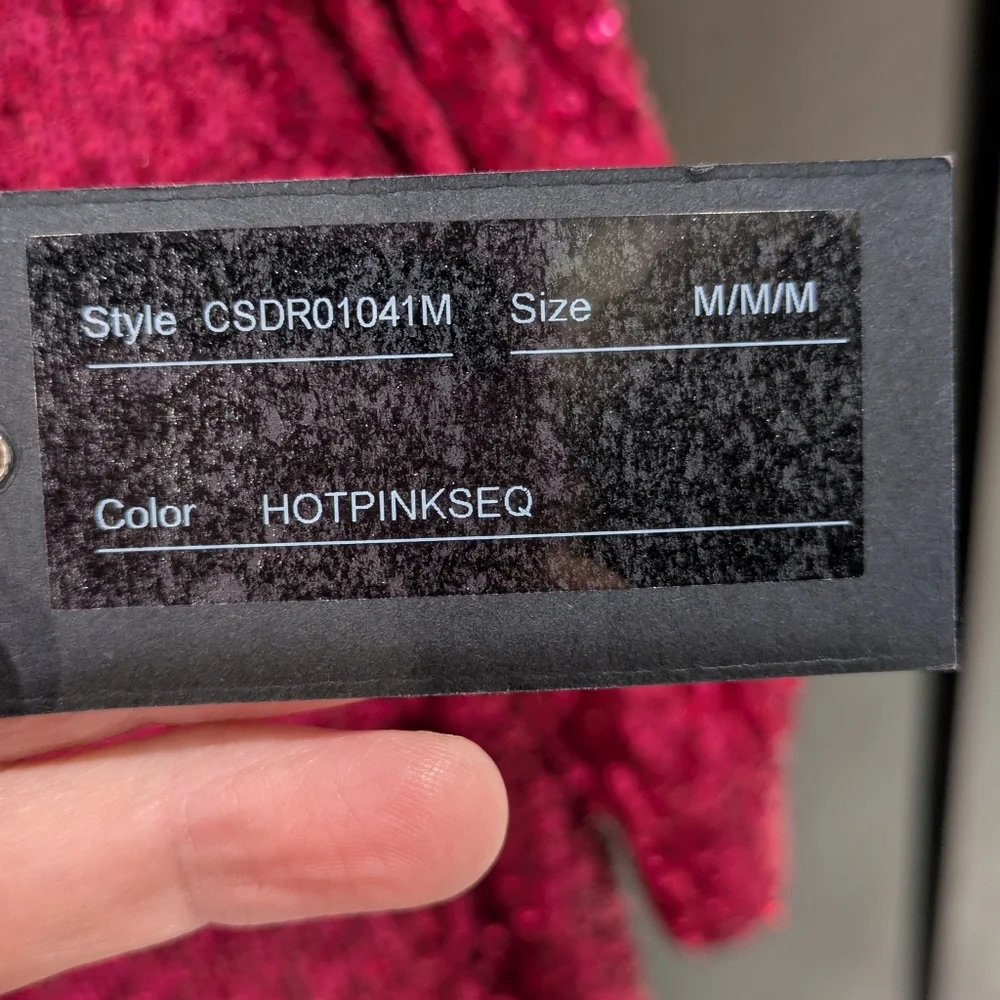 Style CSDR01041M Size M/M/M
Color HOTPINKSEQ